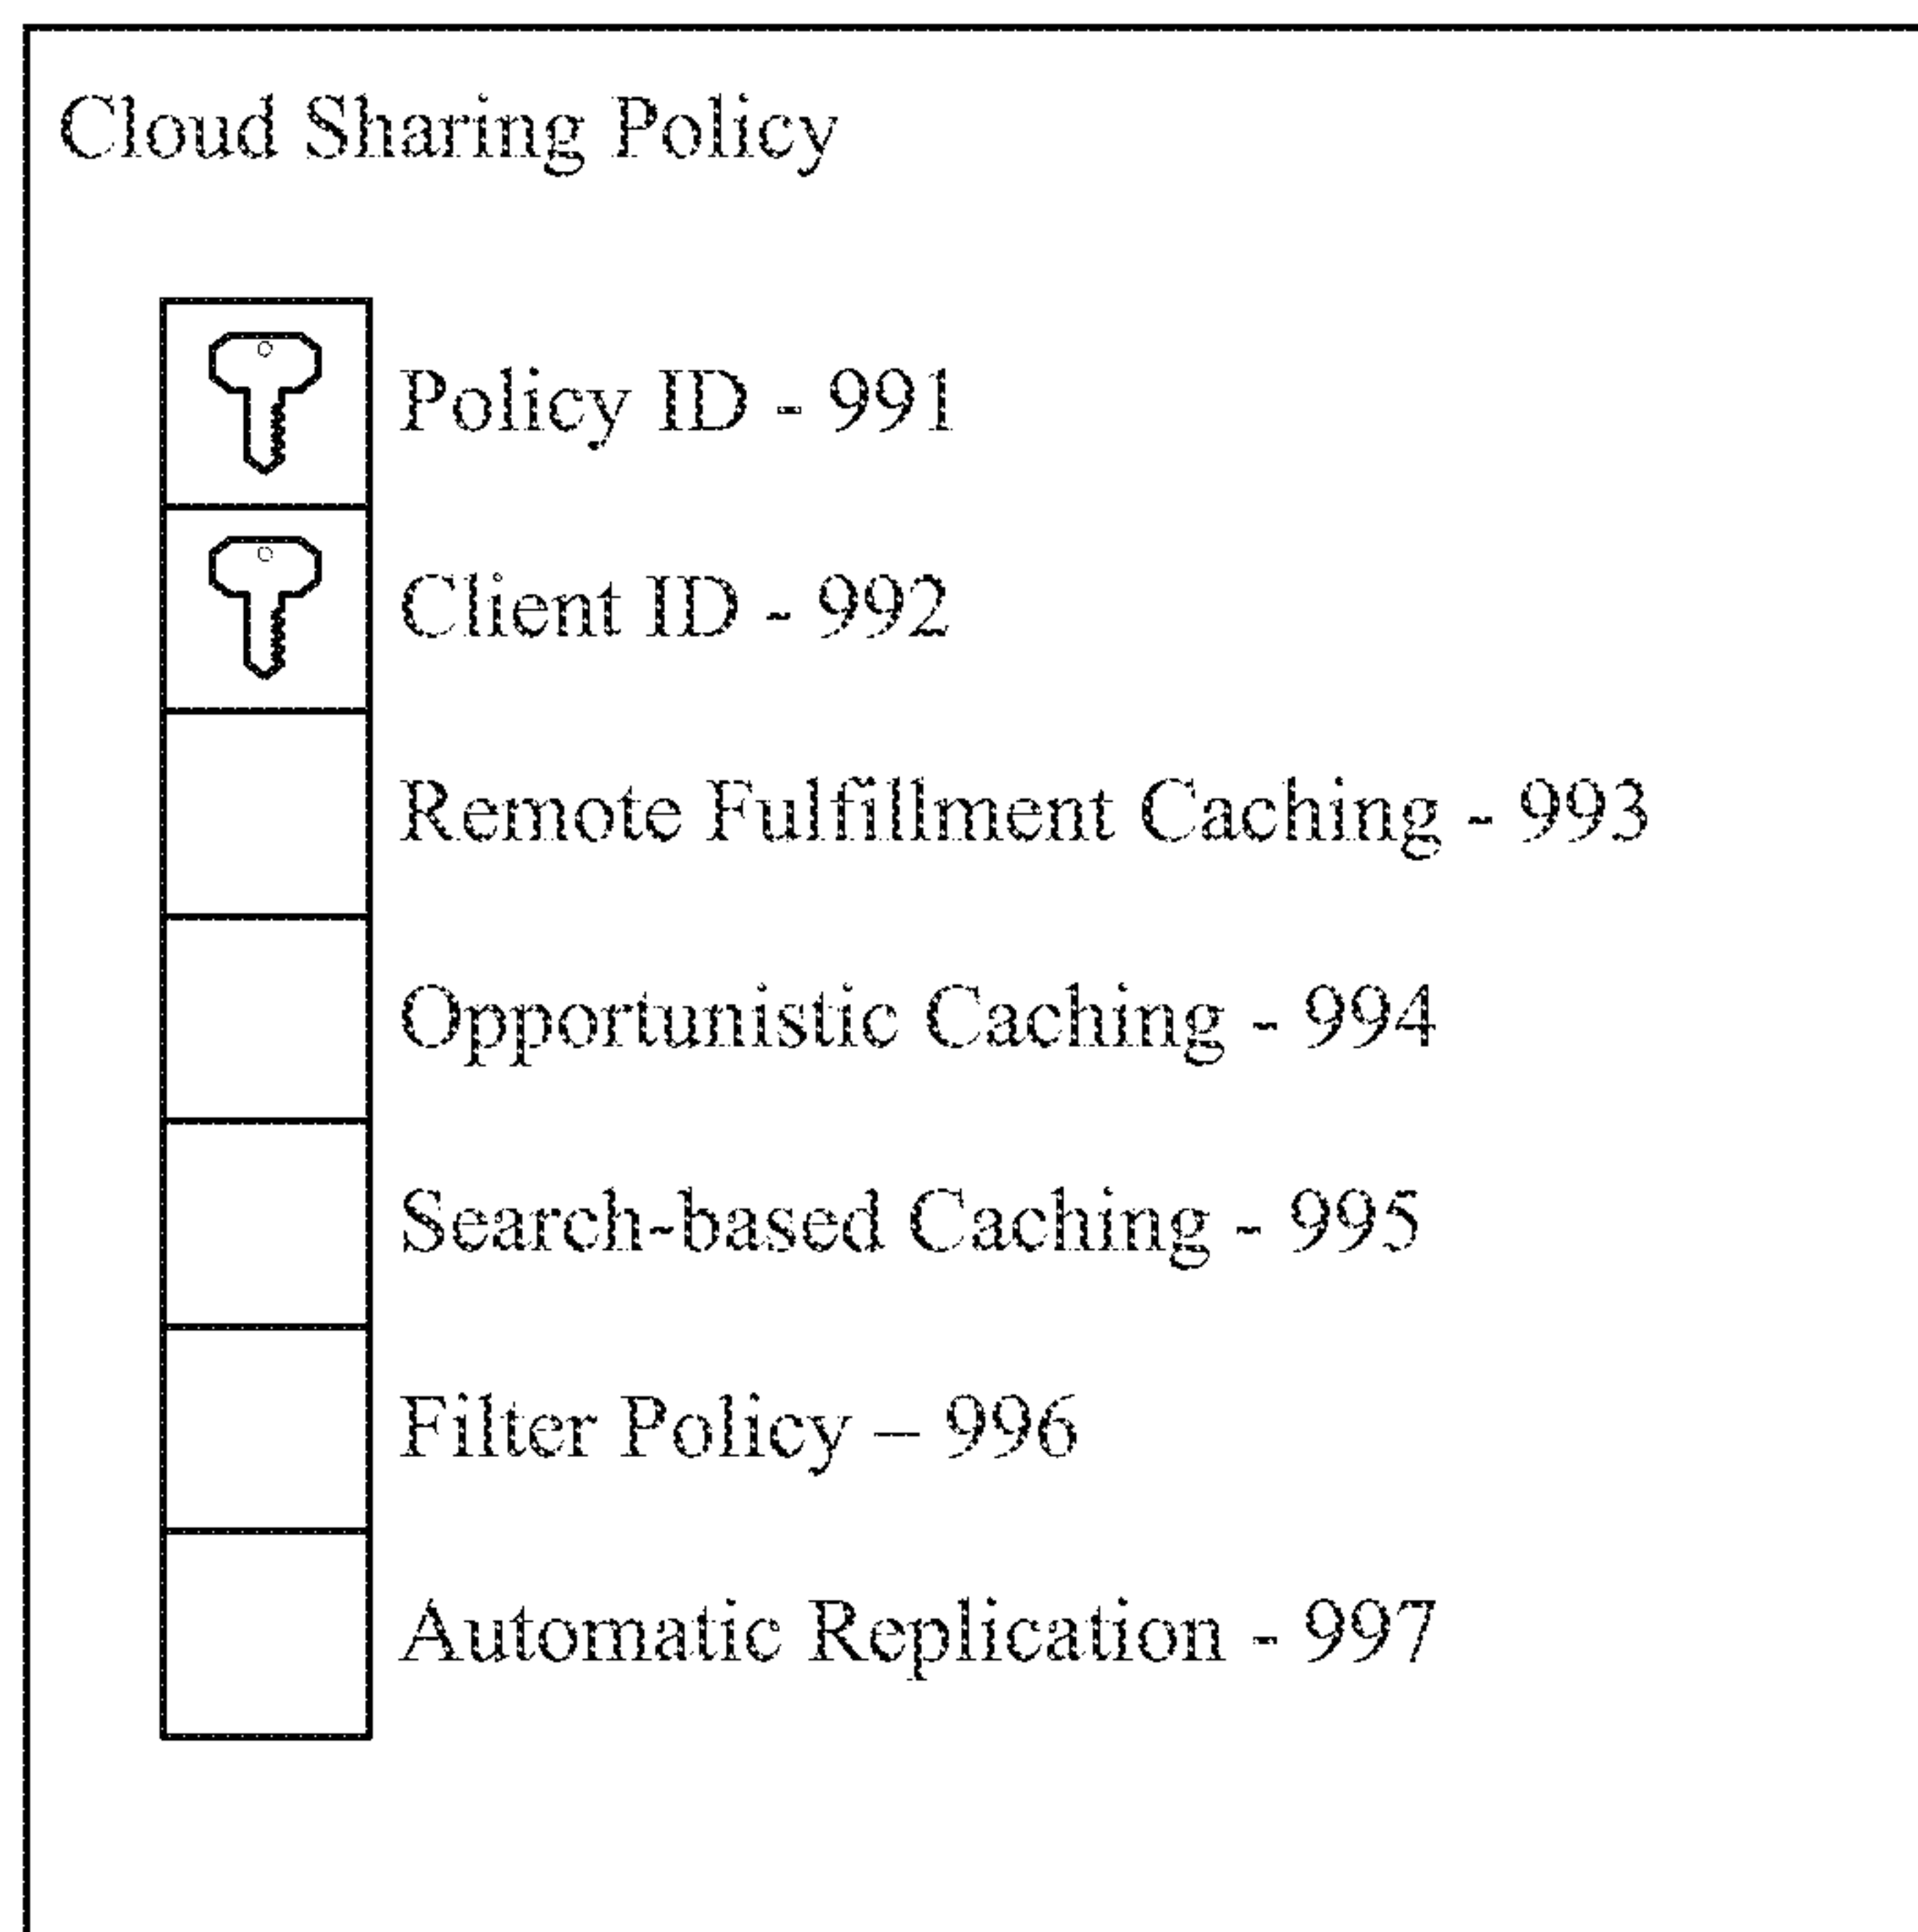 Cloud Sharing Policy
Policy ID - 991
Client ID - 992
Remote Fulfillment Caching - 993
Opportunistic Caching - 994
Search-based Caching - 995
Filter Policy – 996
Automatic Replication - 997